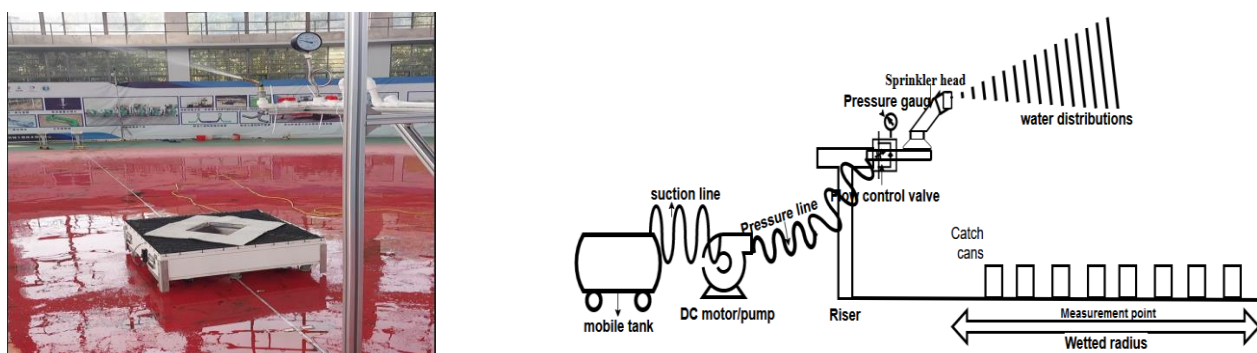 Sprinkler head
Pressure gaug
water distributions
Flow control valve
suction line
Pressure line
Catch
cans
mobile tank
DC motor/pump
Riser
Measurement point
Wetted radius